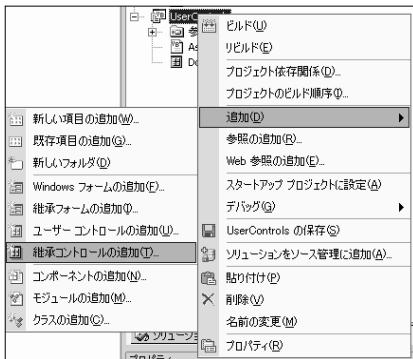 UserC
参
As
Do
ビルド(U)
リビルド(E)
プロジェクト依存関係(D)...
プロジェクトのビルド順序(I)...
追加(D)
参照の追加(R)...
Web 参照の追加(E)...
スタートアップ プロジェクトに設定(A)
デバッグ(G)
UserControls の保存(S)
ソリューションをソース管理に追加(A)...
貼り付け(P)
削除(V)
名前の変更(M)
プロパティ(R)
新しい項目の追加(W)...
既存項目の追加(G)...
新しいフォルダ(D)
Windows フォームの追加(F)...
継承フォームの追加(I)...
ユーザー コントロールの追加(U)...
継承コントロールの追加(T)...
コンポーネントの追加(N)...
モジュールの追加(M)...
クラスの追加(C)...
ソリューション
プロパティ